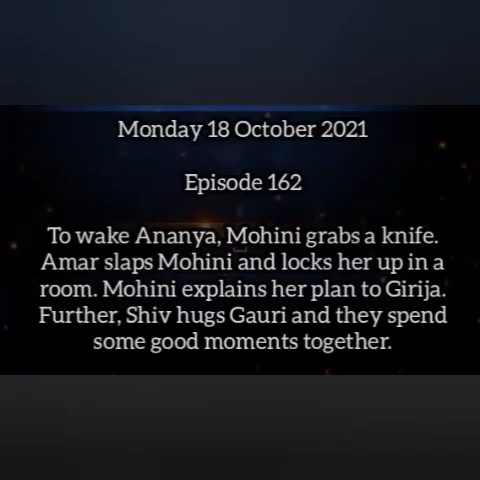 Monday 18 October 2021
Episode 162
To wake Ananya, Mohini grabs a knife.
Amar slaps Mohini and locks her up in a
room. Mohini explains her plan to Girija.
Further, Shiv hugs Gauri and they spend
some good moments together.